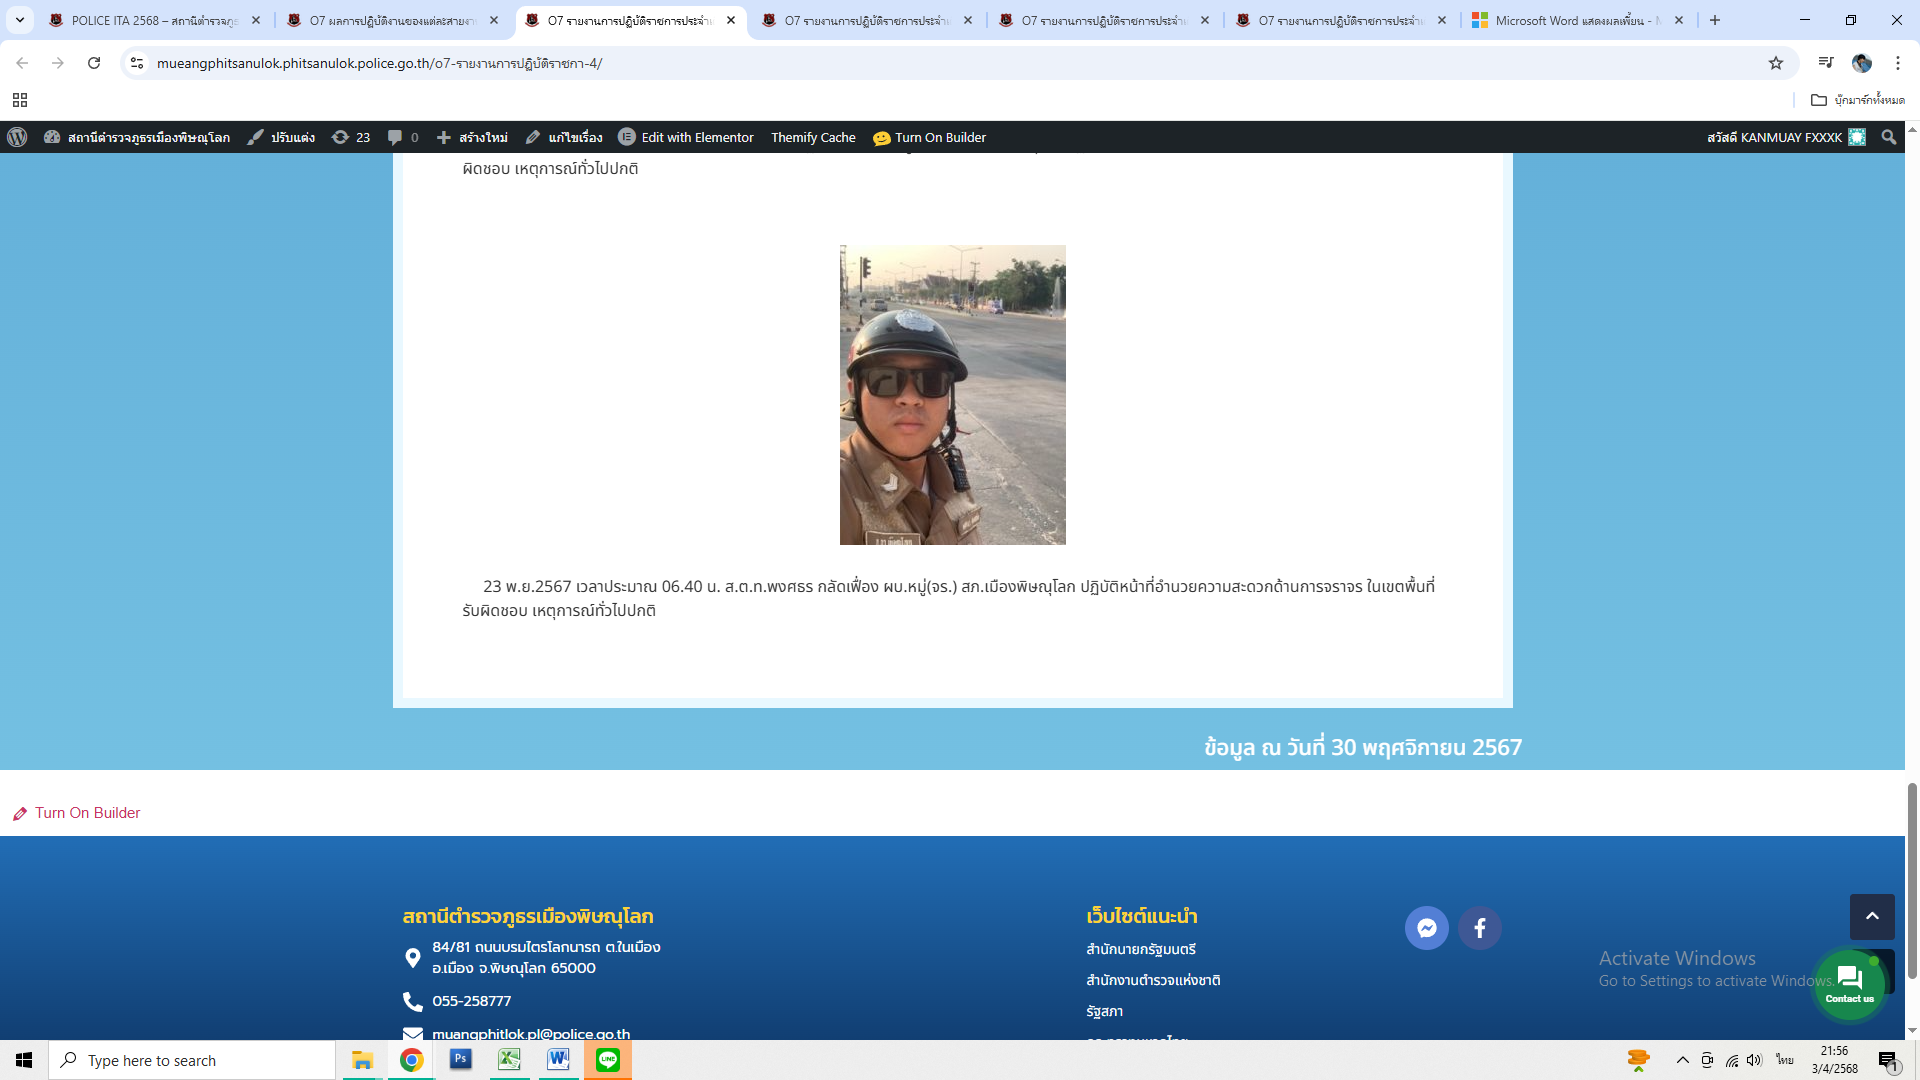 POLICE ITA 2568 – สถานีตำรวจภูธร
O7 ผลการปฏิบัติงานของแต่ละสายงาน
O7 รายงานการปฏิบัติราชการประจำ
O7 รายงานการปฏิบัติราชการประจำ
O7 รายงานการปฏิบัติราชการประจำ
O7 รายงานการปฏิบัติราชการประจำ
Microsoft Word แสดงผลเพี้ยน -
mueangphitsanulok.phitsanulok.police.go.th/o7-รายงานการปฏิบัติราชกา-4/
บุ๊กมาร์กทั้งหมด
สถานีตำรวจภูธรเมืองพิษณุโลก ปรับแต่ง 23 0 สร้างใหม่ แก้ไขเรื่อง Edit with Elementor Themify Cache Turn On Builder สวัสดี KANMUAY FXXXK
ผิดชอบ เหตุการณ์ทั่วไปปกติ
23 พ.ย.2567 เวลาประมาณ 06.40 น. ส.ต.ท.พงศธร กลัดเฟื่อง ผบ.หมู่(จร.) สภ.เมืองพิษณุโลก ปฏิบัติหน้าที่อำนวยความสะดวกด้านการจราจร ในเขตพื้นที่
รับผิดชอบ เหตุการณ์ทั่วไปปกติ
ข้อมูล ณ วันที่ 30 พฤศจิกายน 2567
Turn On Builder
สถานีตำรวจภูธรเมืองพิษณุโลก
84/81 ถนนบรมไตรโลกนารถ ต.ในเมือง
อ.เมือง จ.พิษณุโลก 65000
055-258777
muangphitlok.pl@police.go.th
เว็บไซต์แนะนำ
สำนักนายกรัฐมนตรี
สำนักงานตำรวจแห่งชาติ
รัฐสภา
Activate Windows
Go to Settings to activate Windows.
Contact us
Type here to search
Ps
ไทย
21:56
3/4/2568
1